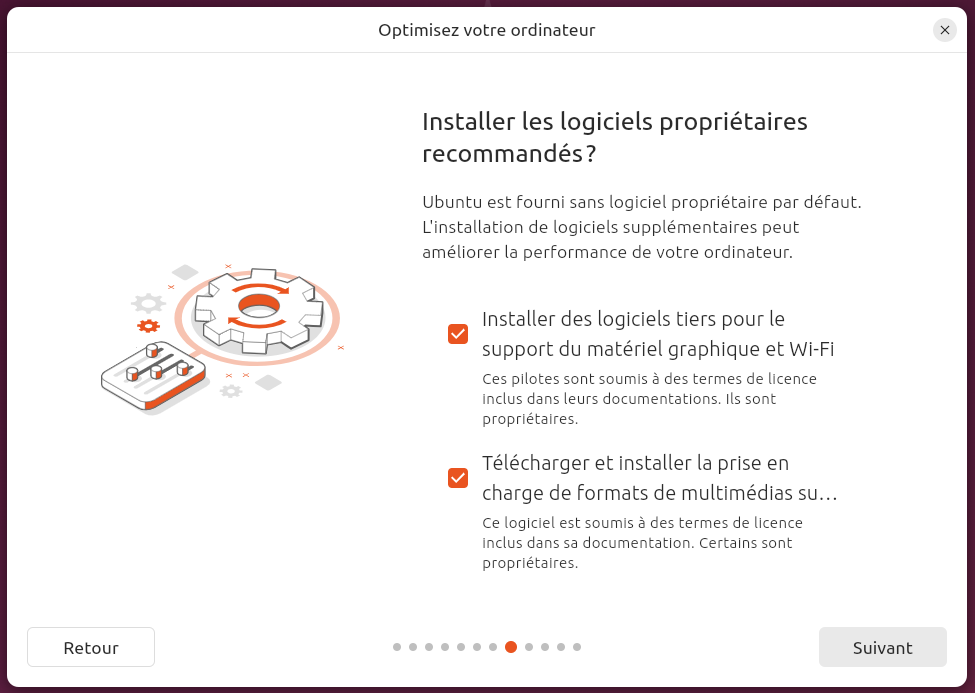 Optimisez votre ordinateur
Installer les logiciels propriétaires
recommandés ?
Ubuntu est fourni sans logiciel propriétaire par défaut.
L'installation de logiciels supplémentaires peut
améliorer la performance de votre ordinateur.
Installer des logiciels tiers pour le
support du matériel graphique et Wi-Fi
Ces pilotes sont soumis à des termes de licence
inclus dans leurs documentations. Ils sont
propriétaires.
Télécharger et installer la prise en
charge de formats de multimédias su…
Ce logiciel est soumis à des termes de licence
inclus dans sa documentation. Certains sont
propriétaires.
Retour
Suivant